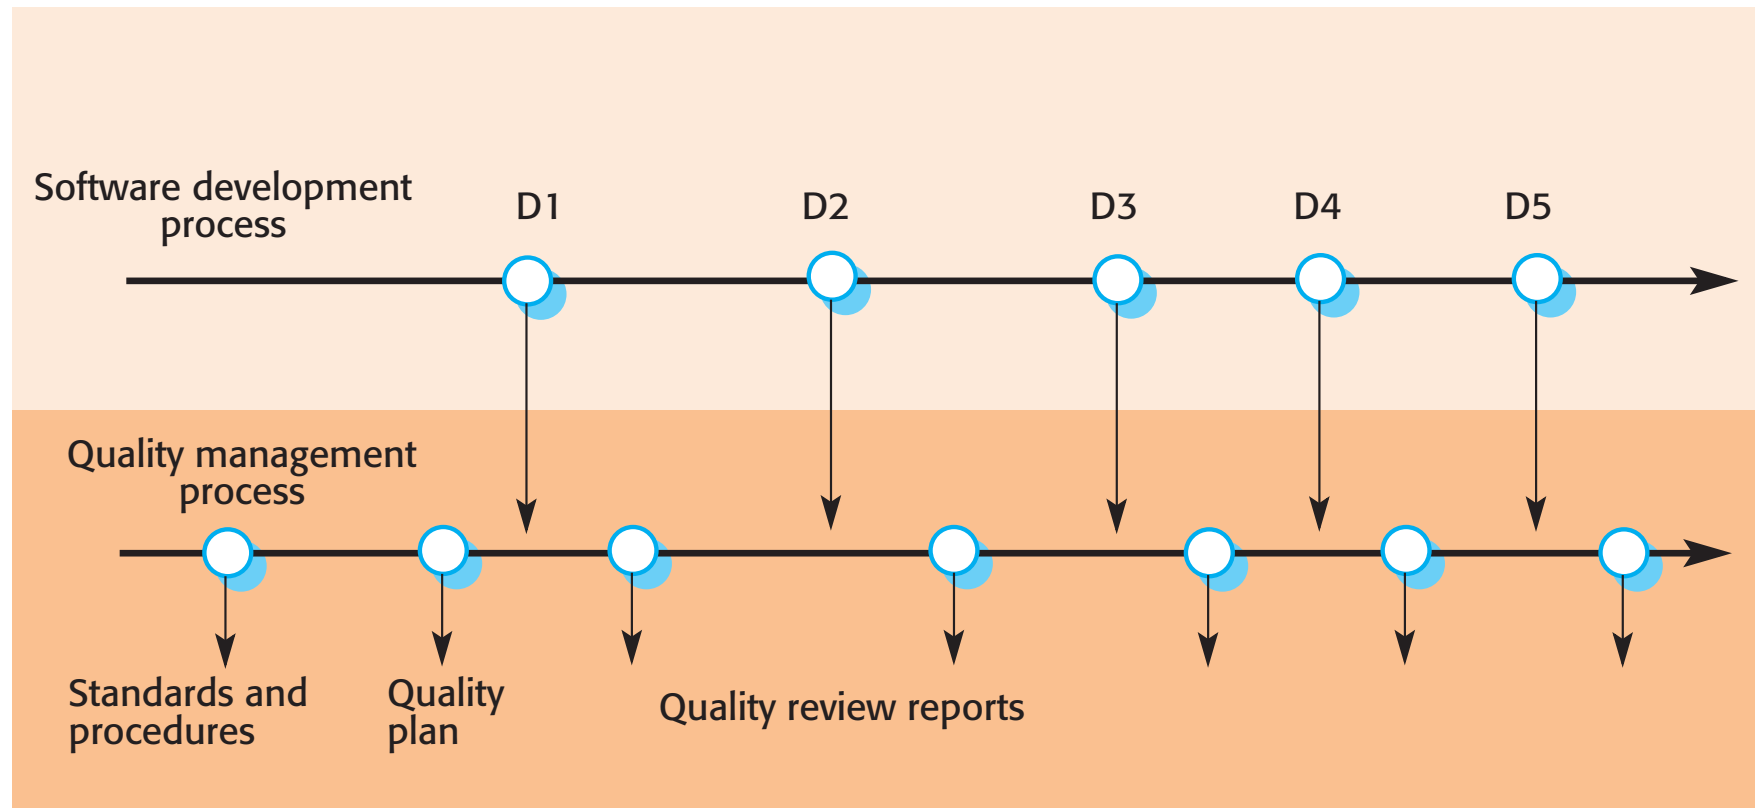 Software development
process
D1
D2
D3
D4
D5
Quality management
process
Standards and
procedures
Quality
plan
Quality review reports